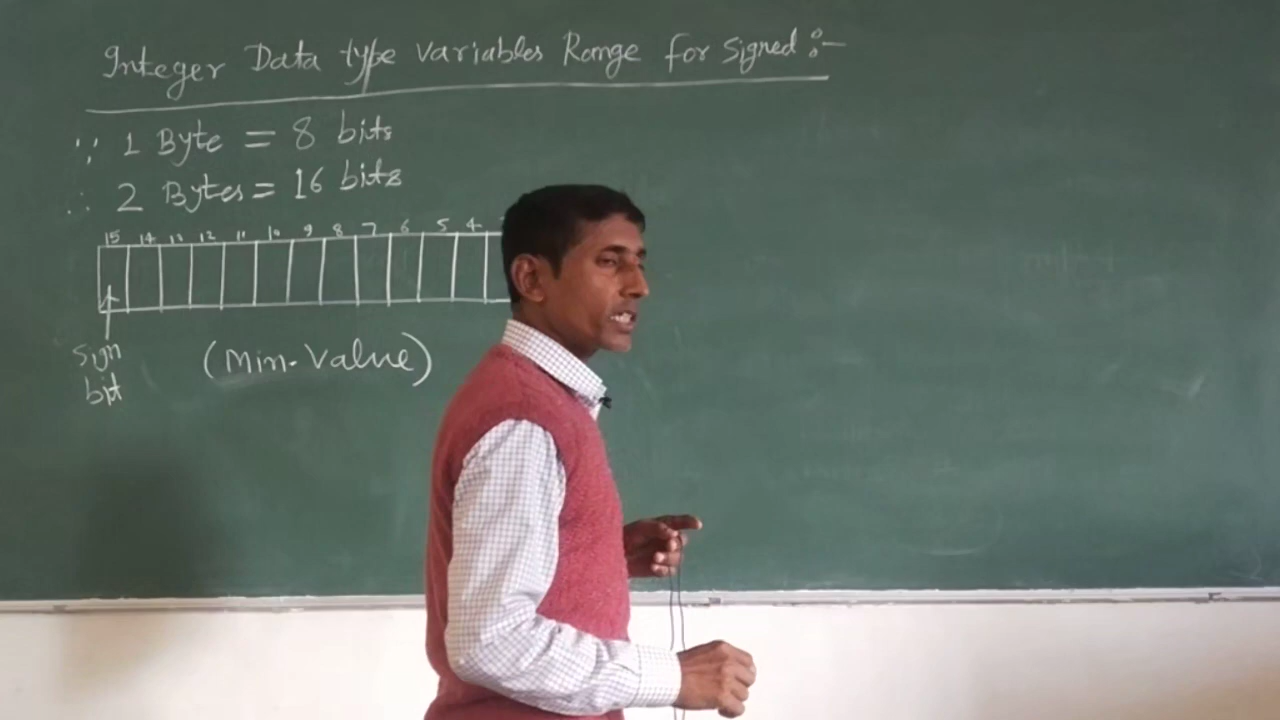 Integer Data type Variables Range for Signed :-
∵ 1 Byte = 8 bits
∴ 2 Bytes = 16 bits
15 14 13 12 11 10 9 8 7 6 5 4
Sign
bit
(Min. Value)